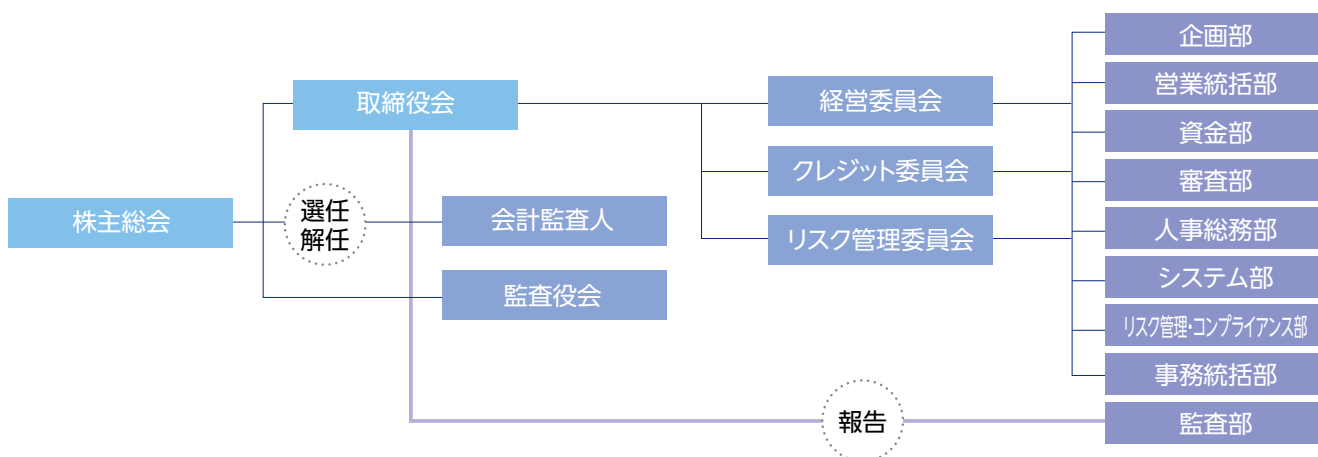 株主総会
選任
解任
取締役会
会計監査人
監査役会
経営委員会
クレジット委員会
リスク管理委員会
企画部
営業統括部
資金部
審査部
人事総務部
システム部
リスク管理・コンプライアンス部
事務統括部
報告
監査部